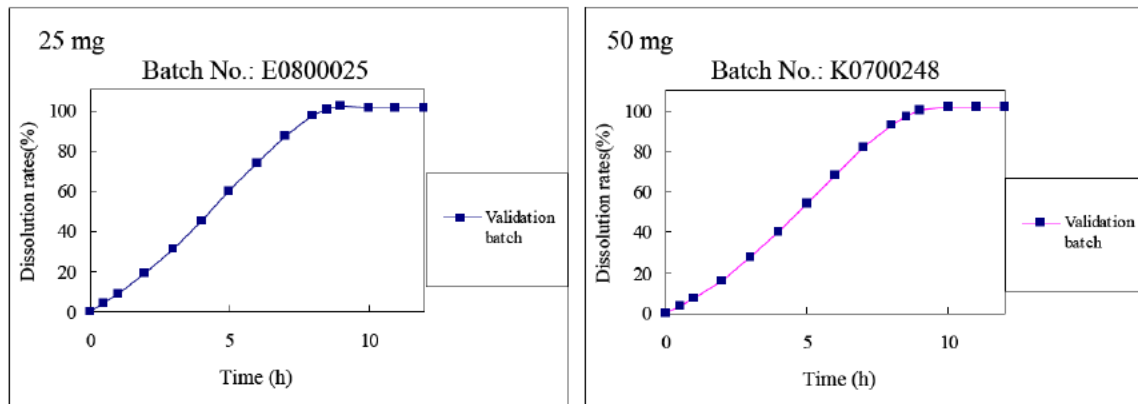 25 mg
Batch No.: E0800025
Dissolution rates(%)
100
80
60
40
20
0
0 5 10
Time (h)
Validation
batch
50 mg
Batch No.: K0700248
Dissolution rates(%)
100
80
60
40
20
0
0 5 10
Time (h)
Validation
batch